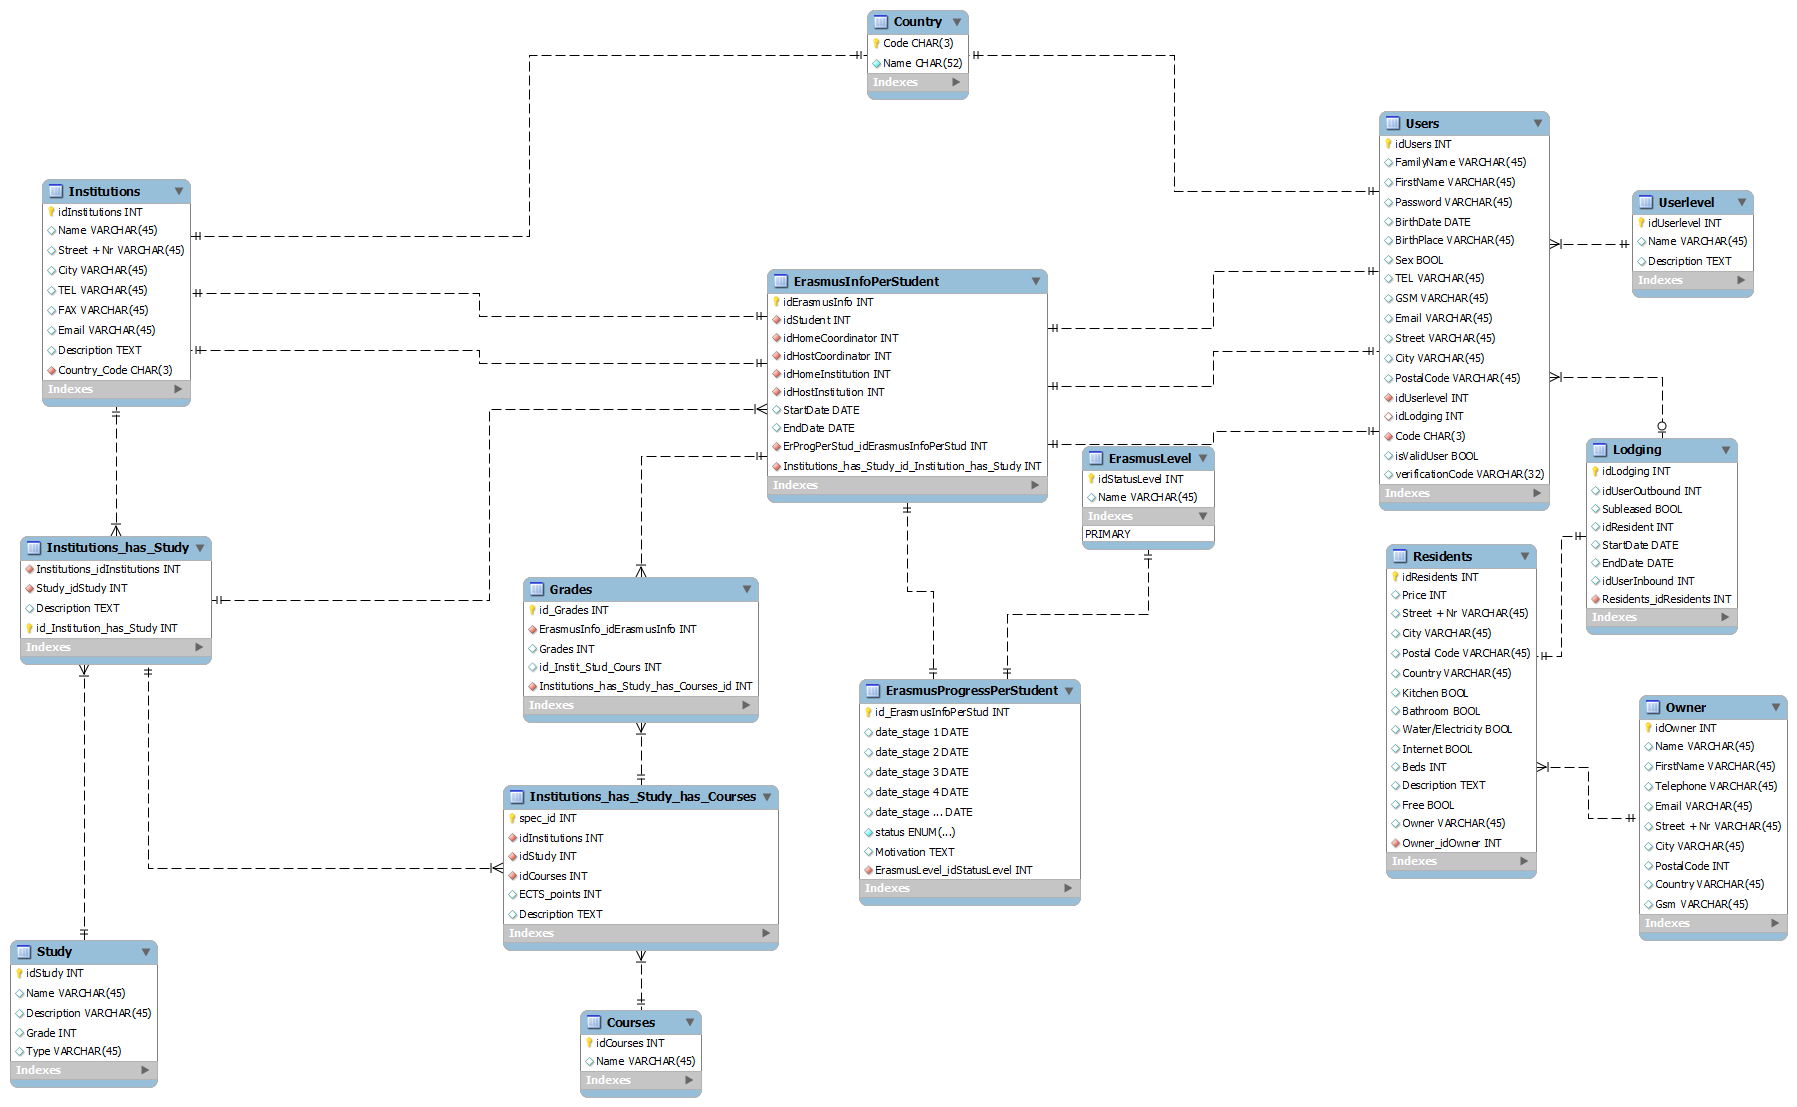 Country
Code CHAR(3)
Name CHAR(52)
Indexes
Users
idUsers INT
FamilyName VARCHAR(45)
FirstName VARCHAR(45)
Password VARCHAR(45)
BirthDate DATE
BirthPlace VARCHAR(45)
Sex BOOL
TEL VARCHAR(45)
GSM VARCHAR(45)
Email VARCHAR(45)
Street VARCHAR(45)
City VARCHAR(45)
PostalCode VARCHAR(45)
idUserlevel INT
idLodging INT
Code CHAR(3)
isValidUser BOOL
verificationCode VARCHAR(32)
Indexes
Institutions
idInstitutions INT
Name VARCHAR(45)
Street + Nr VARCHAR(45)
City VARCHAR(45)
TEL VARCHAR(45)
FAX VARCHAR(45)
Email VARCHAR(45)
Description TEXT
Country_Code CHAR(3)
Indexes
Userlevel
idUserlevel INT
Name VARCHAR(45)
Description TEXT
Indexes
ErasmusInfoPerStudent
idErasmusInfo INT
idStudent INT
idHomeCoordinator INT
idHostCoordinator INT
idHomeInstitution INT
idHostInstitution INT
StartDate DATE
EndDate DATE
ErProgPerStud_idErasmusInfoPerStud INT
Institutions_has_Study_id_Institution_has_Study INT
Indexes
ErasmusLevel
idStatusLevel INT
Name VARCHAR(45)
Indexes
PRIMARY
Lodging
idLodging INT
idUserOutbound INT
Subleased BOOL
idResident INT
StartDate DATE
EndDate DATE
idUserInbound INT
Residents_idResidents INT
Indexes
Institutions_has_Study
Institutions_idInstitutions INT
Study_idStudy INT
Description TEXT
id_Institution_has_Study INT
Indexes
Residents
idResidents INT
Price INT
Street + Nr VARCHAR(45)
City VARCHAR(45)
Postal Code VARCHAR(45)
Country VARCHAR(45)
Kitchen BOOL
Bathroom BOOL
Water/Electricity BOOL
Internet BOOL
Beds INT
Description TEXT
Free BOOL
Owner VARCHAR(45)
Owner_idOwner INT
Indexes
Grades
id_Grades INT
ErasmusInfo_idErasmusInfo INT
Grades INT
id_Instit_Stud_Cours INT
Institutions_has_Study_has_Courses_id INT
Indexes
ErasmusProgressPerStudent
id_ErasmusInfoPerStud INT
date_stage 1 DATE
date_stage 2 DATE
date_stage 3 DATE
date_stage 4 DATE
date_stage ... DATE
status ENUM(...)
Motivation TEXT
ErasmusLevel_idStatusLevel INT
Indexes
Owner
idOwner INT
Name VARCHAR(45)
FirstName VARCHAR(45)
Telephone VARCHAR(45)
Email VARCHAR(45)
Street + Nr VARCHAR(45)
City VARCHAR(45)
PostalCode INT
Country VARCHAR(45)
Gsm VARCHAR(45)
Indexes
Institutions_has_Study_has_Courses
spec_id INT
idInstitutions INT
idStudy INT
idCourses INT
ECTS_points INT
Description TEXT
Indexes
Study
idStudy INT
Name VARCHAR(45)
Description VARCHAR(45)
Grade INT
Type VARCHAR(45)
Indexes
Courses
idCourses INT
Name VARCHAR(45)
Indexes